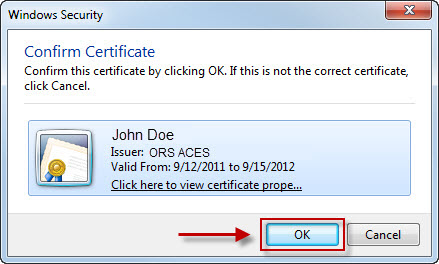 Windows Security
Confirm Certificate
Confirm this certificate by clicking OK. If this is not the correct certificate,
click Cancel.
John Doe
Issuer: ORS ACES
Valid From: 9/12/2011 to 9/15/2012
Click here to view certificate prope...
OK
Cancel